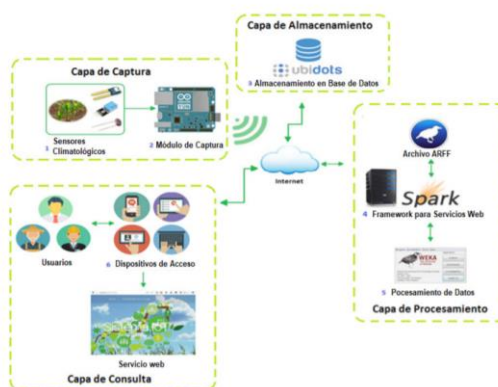 Capa de Captura
1 Sensores
Climatológicos
2 Módulo de Captura
Capa de Almacenamiento
ubidots
3 Almacenamiento en Base de Datos
Internet
Archivo ARFF
Spark
4 Framework para Servicios Web
WEKA
5 Pocesamiento de Datos
Capa de Procesamiento
Usuarios
6 Dispositivos de Acceso
Servicio web
Capa de Consulta